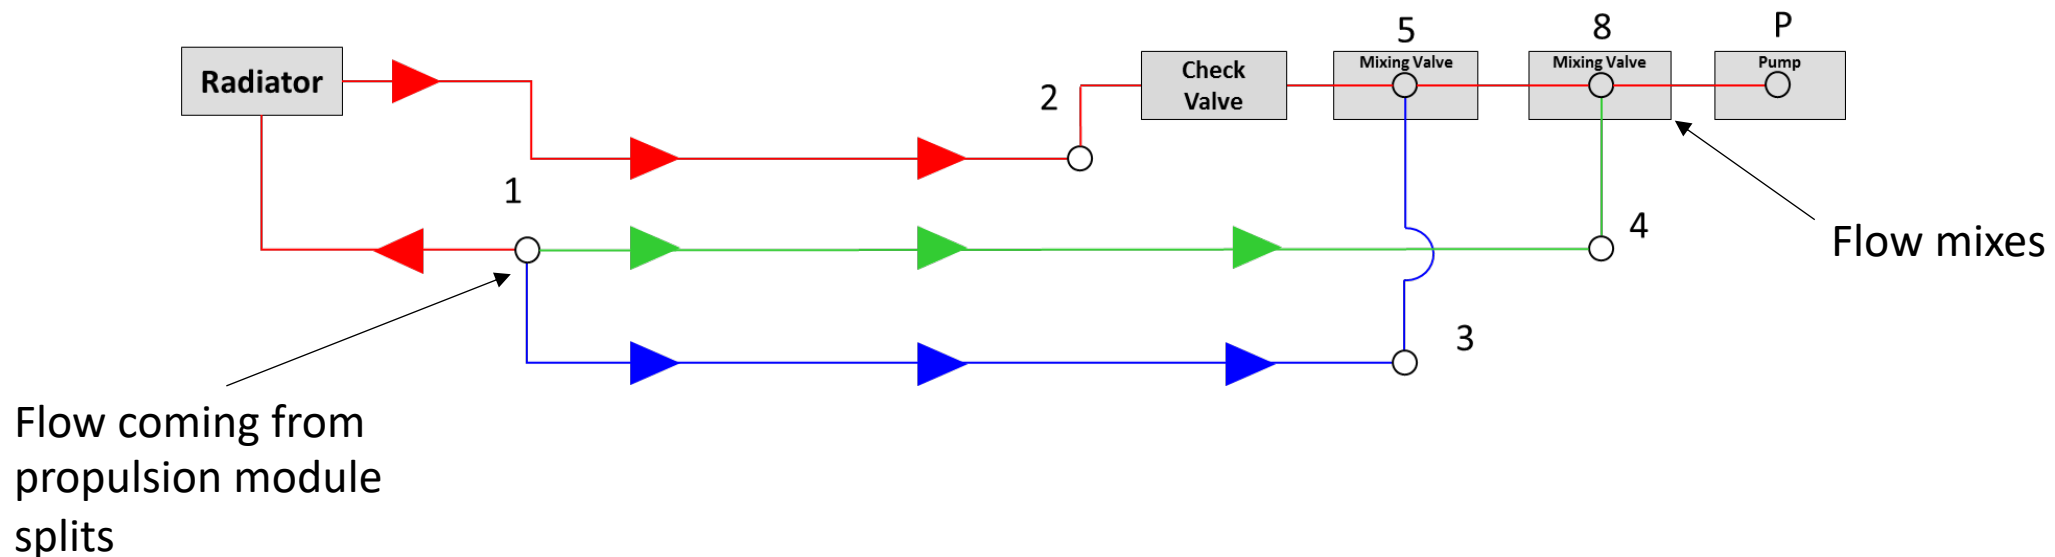 5
8
P
Radiator
2
Check
Valve
Mixing Valve
Mixing Valve
Pump
1
4
Flow mixes
3
Flow coming from
propulsion module
splits